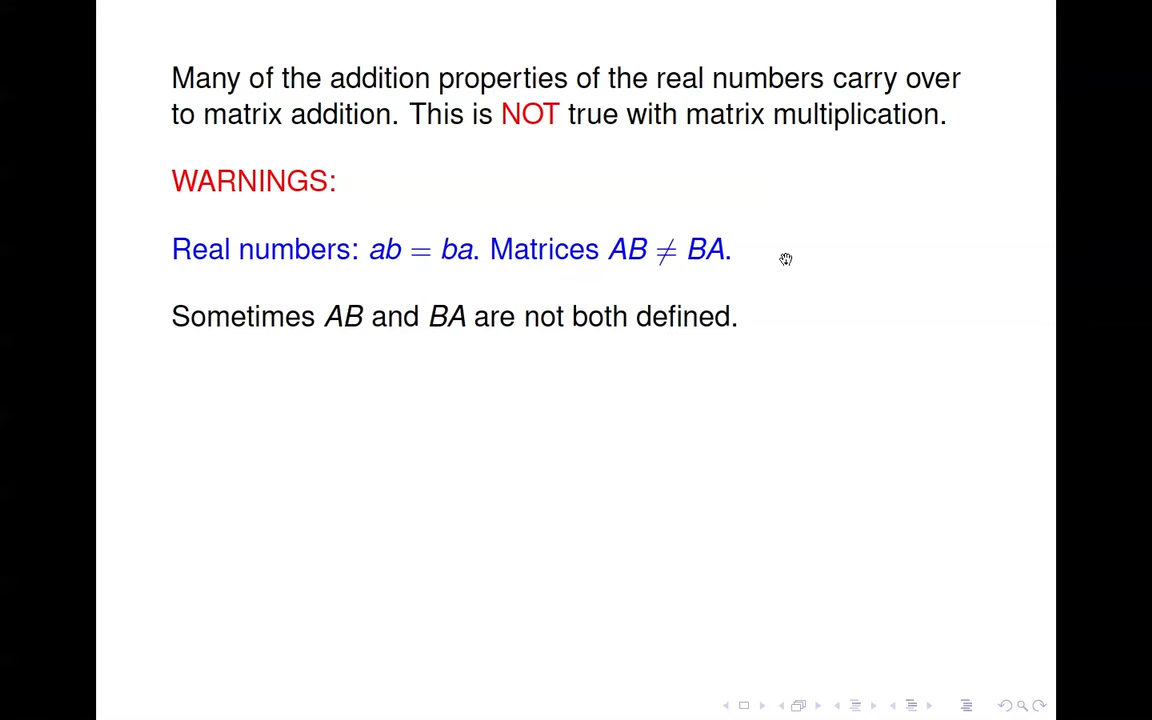 Many of the addition properties of the real numbers carry over
to matrix addition. This is NOT true with matrix multiplication.
WARNINGS:
Real numbers: ab = ba. Matrices AB ≠ BA.
Sometimes AB and BA are not both defined.